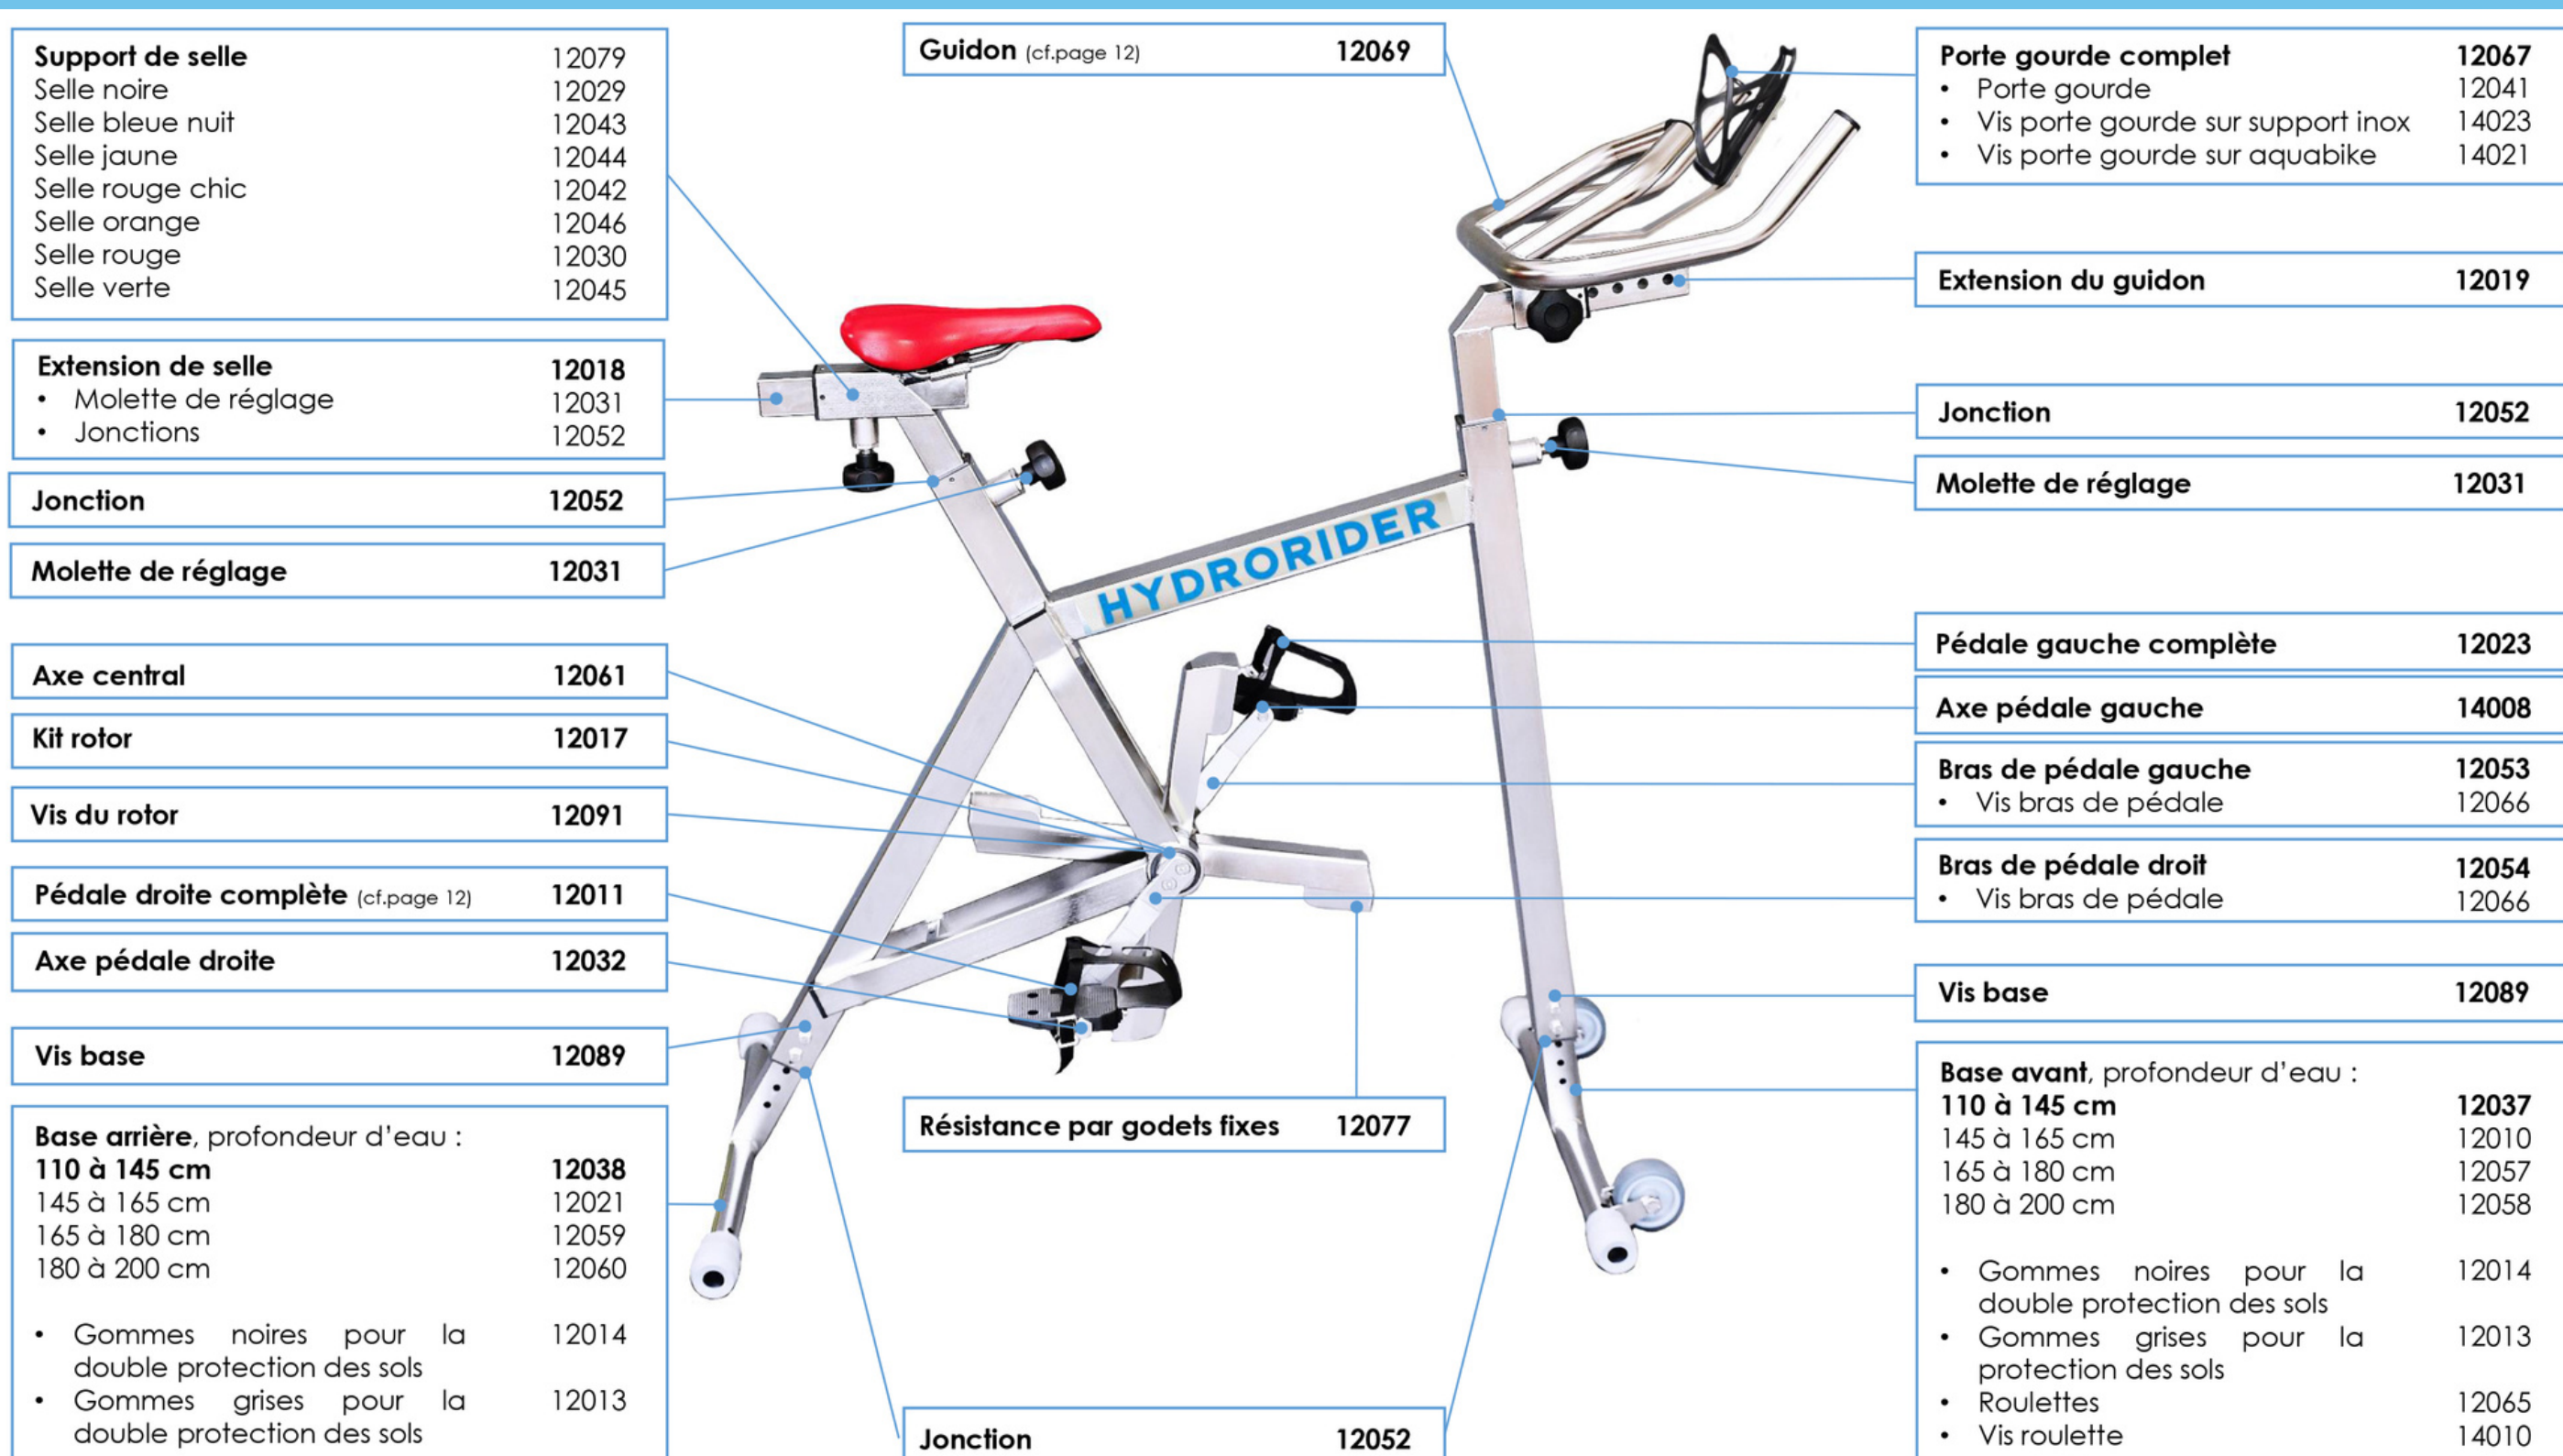 Support de selle 12079
Selle noire 12029
Selle bleue nuit 12043
Selle jaune 12044
Selle rouge chic 12042
Selle orange 12046
Selle rouge 12030
Selle verte 12045
Extension de selle 12018
• Molette de réglage 12031
• Jonctions 12052
Jonction 12052
Molette de réglage 12031
Axe central 12061
Kit rotor 12017
Vis du rotor 12091
Pédale droite complète (cf.page 12) 12011
Axe pédale droite 12032
Vis base 12089
Base arrière, profondeur d'eau :
110 à 145 cm 12038
145 à 165 cm 12021
165 à 180 cm 12059
180 à 200 cm 12060
• Gommes noires pour la 12014
double protection des sols
• Gommes grises pour la 12013
double protection des sols
Guidon (cf.page 12) 12069
HYDRORIDER
Résistance par godets fixes 12077
Jonction 12052
Porte gourde complet 12067
• Porte gourde 12041
• Vis porte gourde sur support inox 14023
• Vis porte gourde sur aquabike 14021
Extension du guidon 12019
Jonction 12052
Molette de réglage 12031
Pédale gauche complète 12023
Axe pédale gauche 14008
Bras de pédale gauche 12053
• Vis bras de pédale 12066
Bras de pédale droit 12054
• Vis bras de pédale 12066
Vis base 12089
Base avant, profondeur d'eau :
110 à 145 cm 12037
145 à 165 cm 12010
165 à 180 cm 12057
180 à 200 cm 12058
• Gommes noires pour la 12014
double protection des sols
• Gommes grises pour la 12013
protection des sols
• Roulettes 12065
• Vis roulette 14010